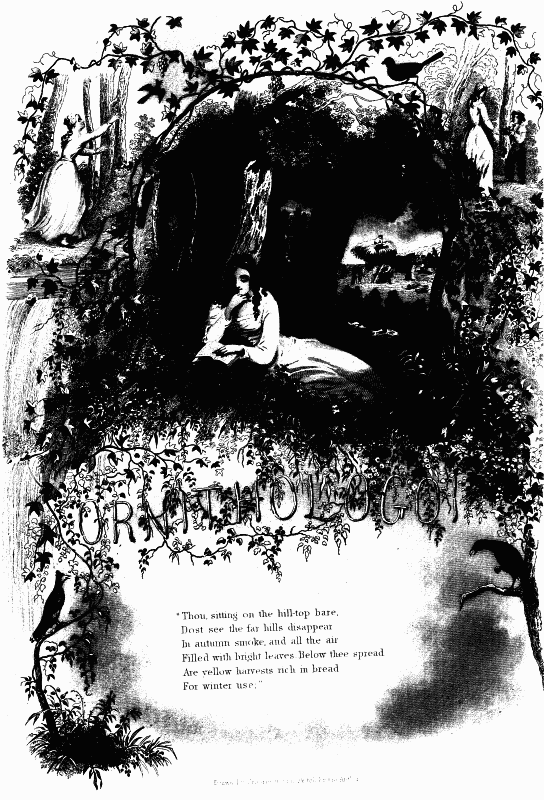 ORNITHOLOGOI
"Thou, sitting on the hill-top bare,
Dost see the far hills disappear
In autumn smoke, and all the air
Filled with bright leaves. Below thee spread
Are yellow harvests rich in bread
For winter use;"